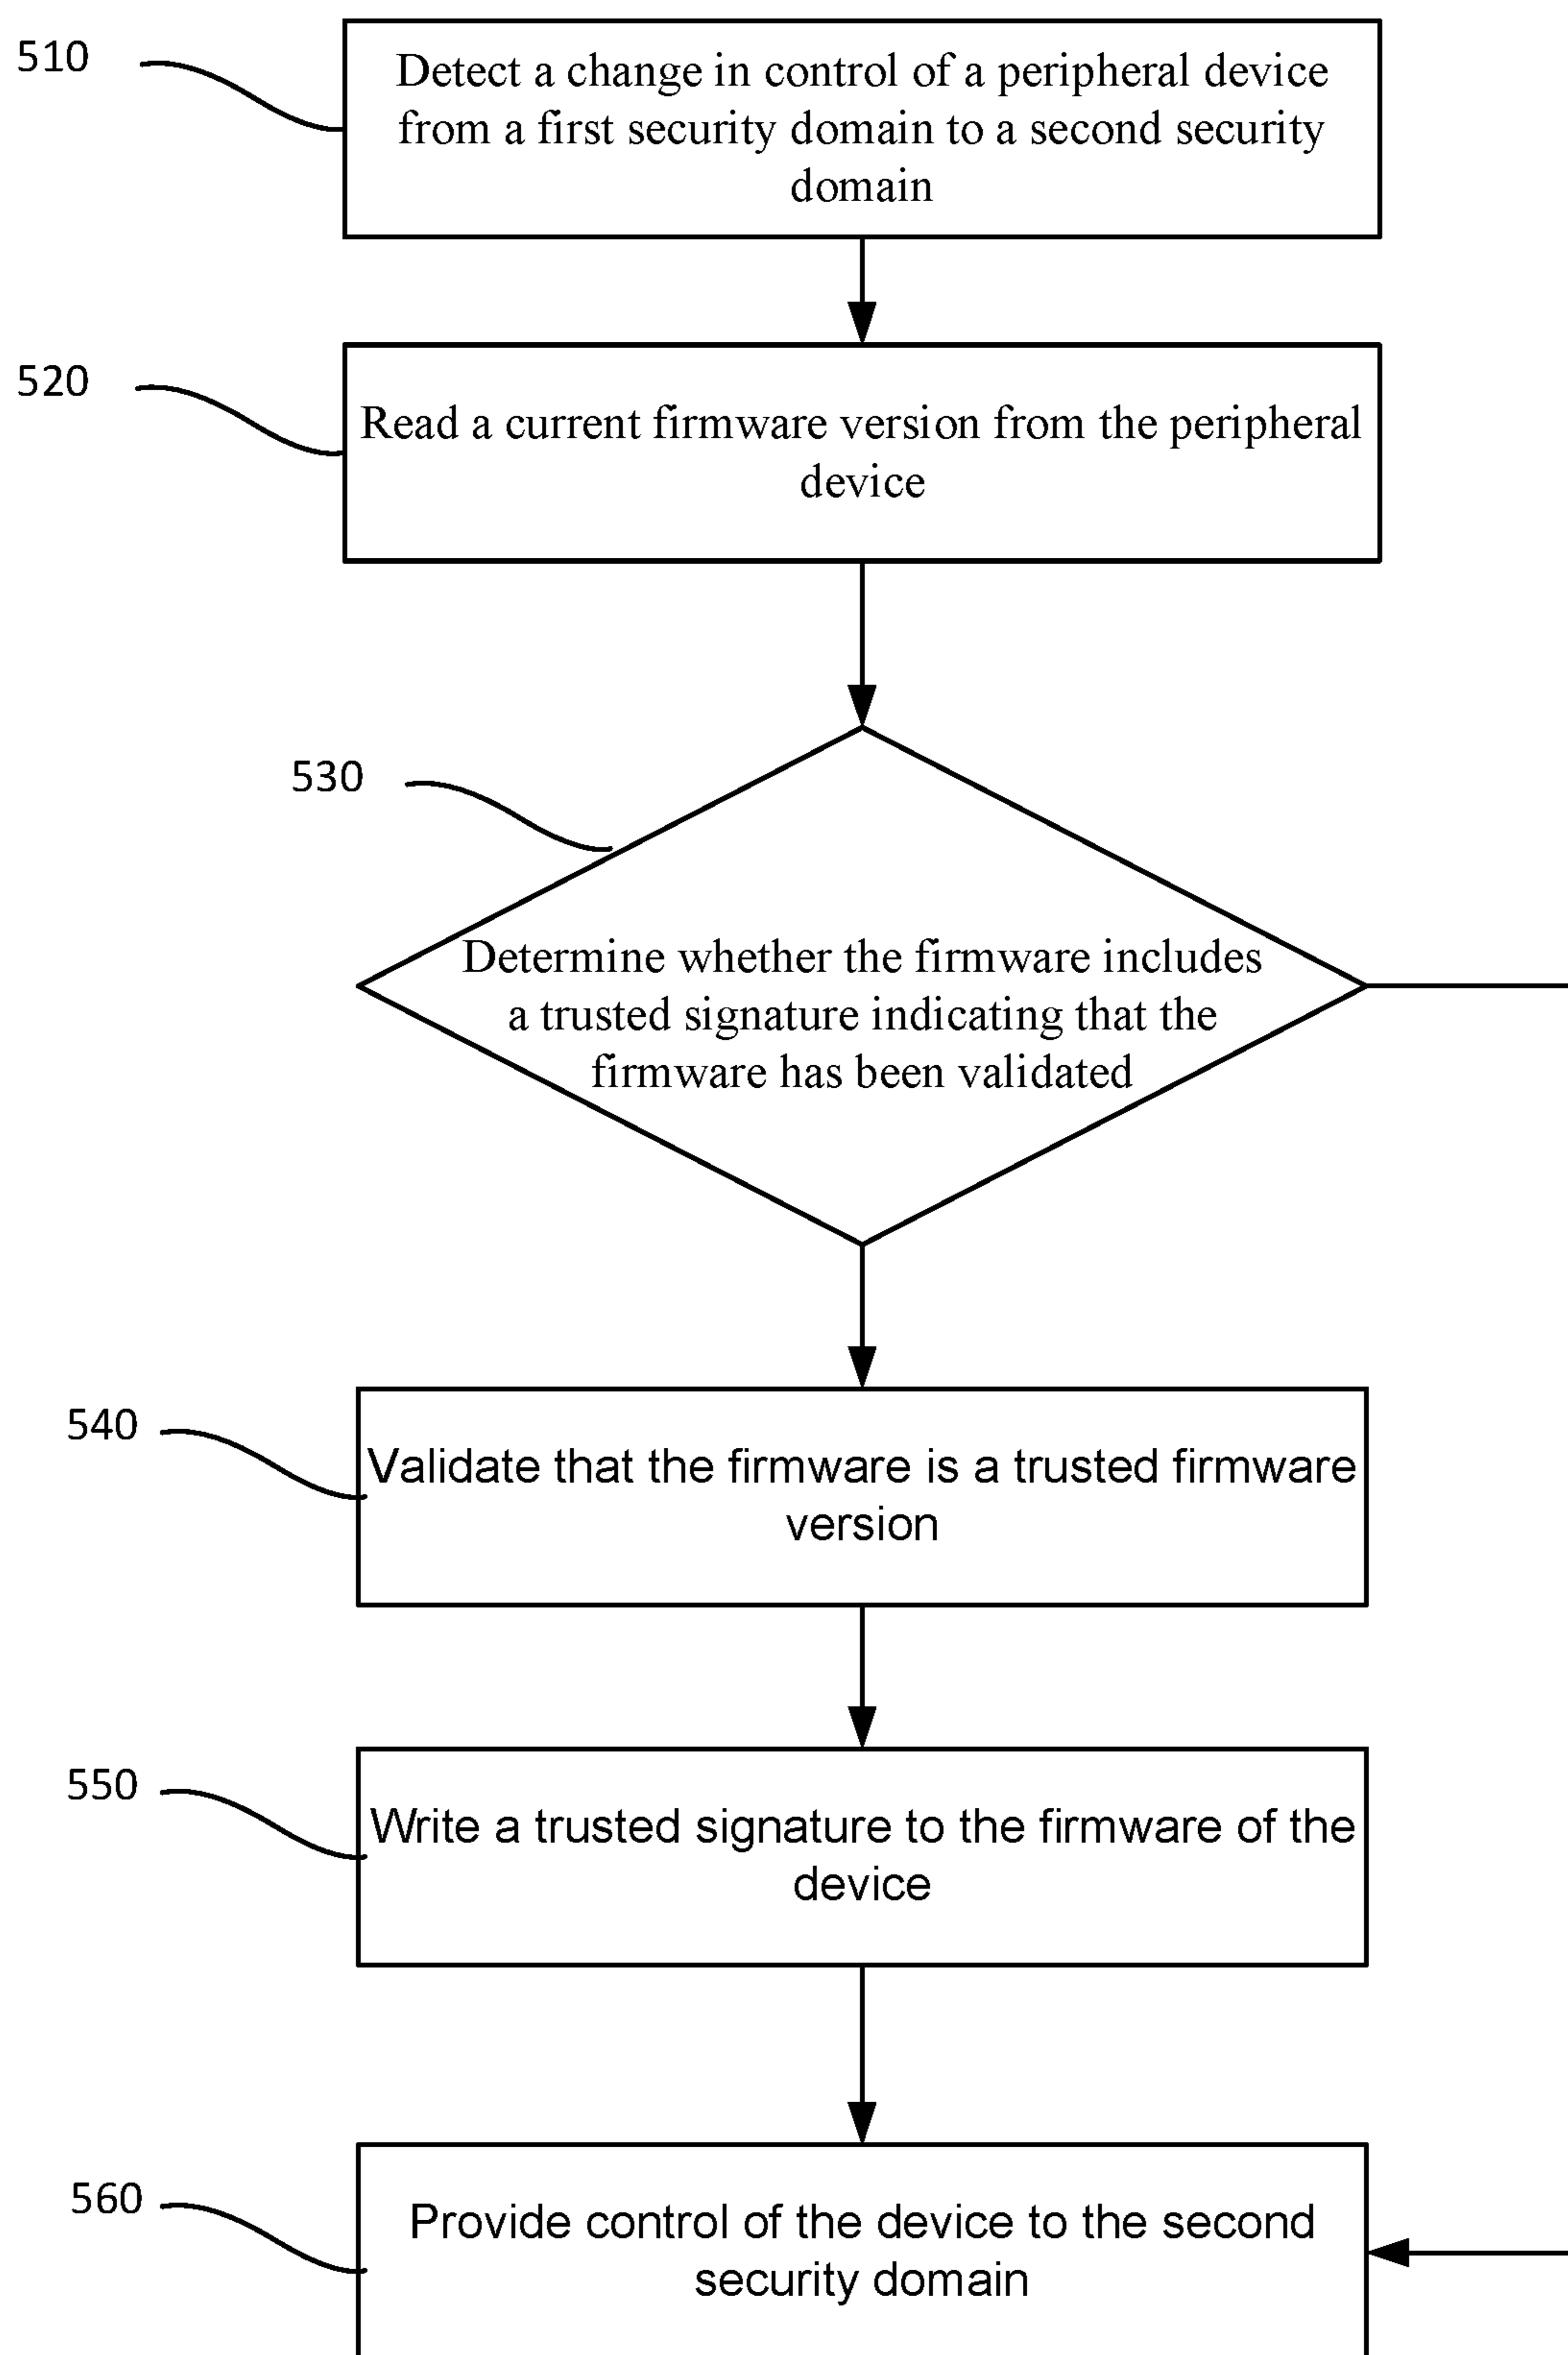 510
Detect a change in control of a peripheral device
from a first security domain to a second security
domain
520
Read a current firmware version from the peripheral
device
530
Determine whether the firmware includes
a trusted signature indicating that the
firmware has been validated
540
Validate that the firmware is a trusted firmware
version
550
Write a trusted signature to the firmware of the
device
560
Provide control of the device to the second
security domain